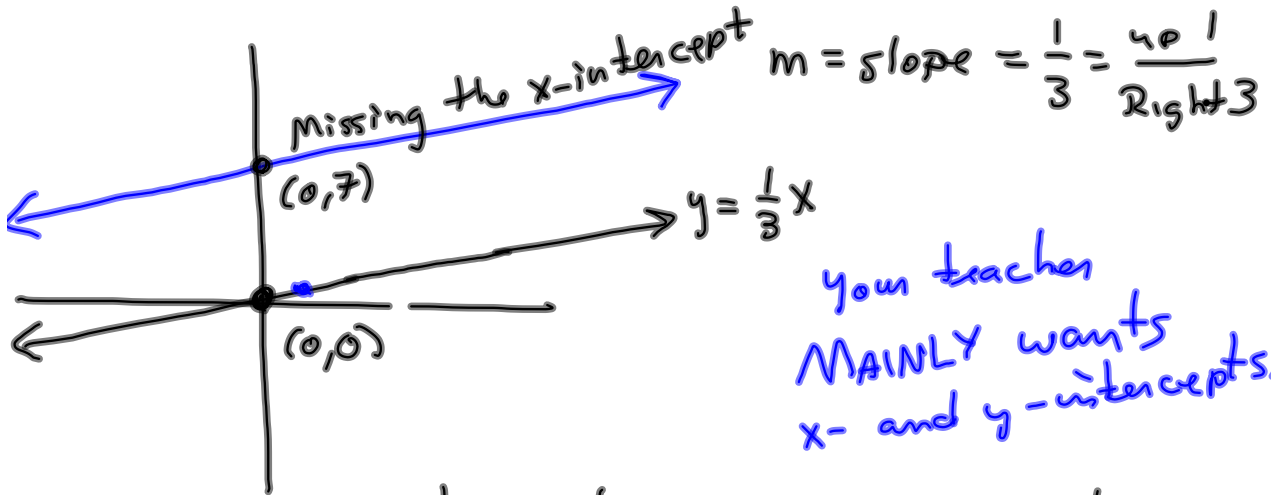 Missing the x-intercept
m = slope = 1/3 = up 1 / Right 3
(0,7)
y = 1/3 x
(0,0)
your teacher
MAINLY wants
x- and y-intercepts.